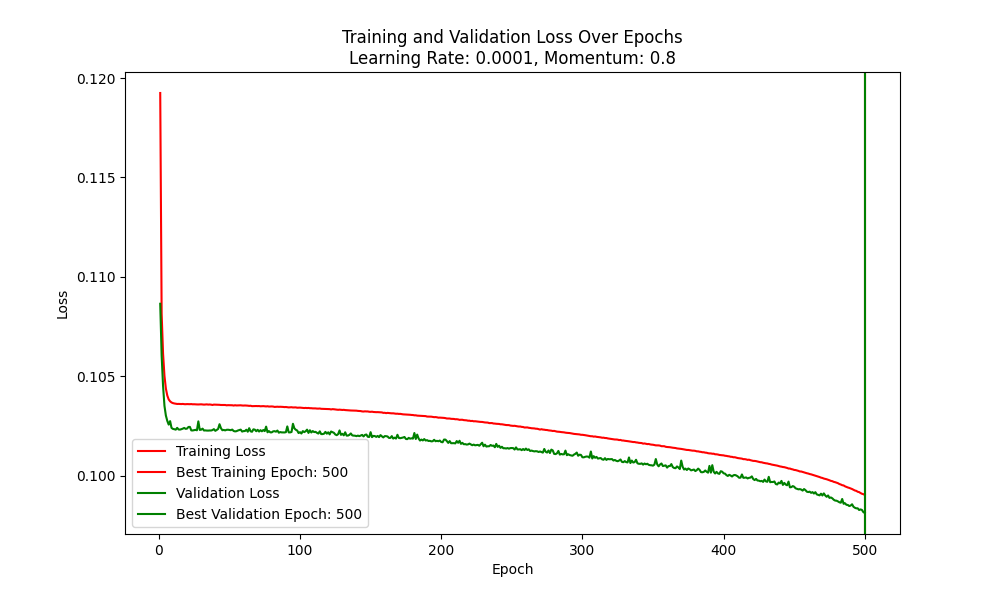 Training and Validation Loss Over Epochs
Learning Rate: 0.0001, Momentum: 0.8
0.120
0.115
0.110
0.105
0.100
Loss
Training Loss
Best Training Epoch: 500
Validation Loss
Best Validation Epoch: 500
0 100 200 300 400 500
Epoch